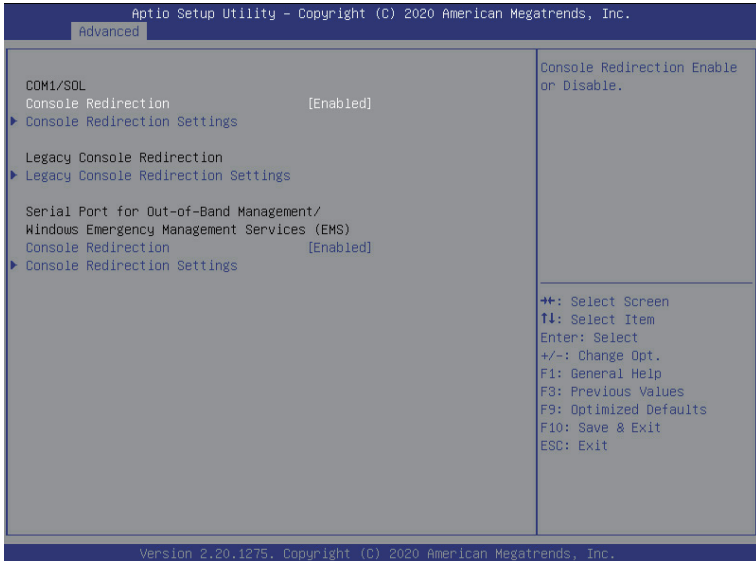 Aptio Setup Utility – Copyright (C) 2020 American Megatrends, Inc.
Advanced
COM1/SOL
Console Redirection [Enabled]
▶ Console Redirection Settings
Legacy Console Redirection
▶ Legacy Console Redirection Settings
Serial Port for Out-of-Band Management/
Windows Emergency Management Services (EMS)
Console Redirection [Enabled]
▶ Console Redirection Settings
Console Redirection Enable
or Disable.
→←: Select Screen
↑↓: Select Item
Enter: Select
+/-: Change Opt.
F1: General Help
F3: Previous Values
F9: Optimized Defaults
F10: Save & Exit
ESC: Exit
Version 2.20.1275. Copyright (C) 2020 American Megatrends, Inc.